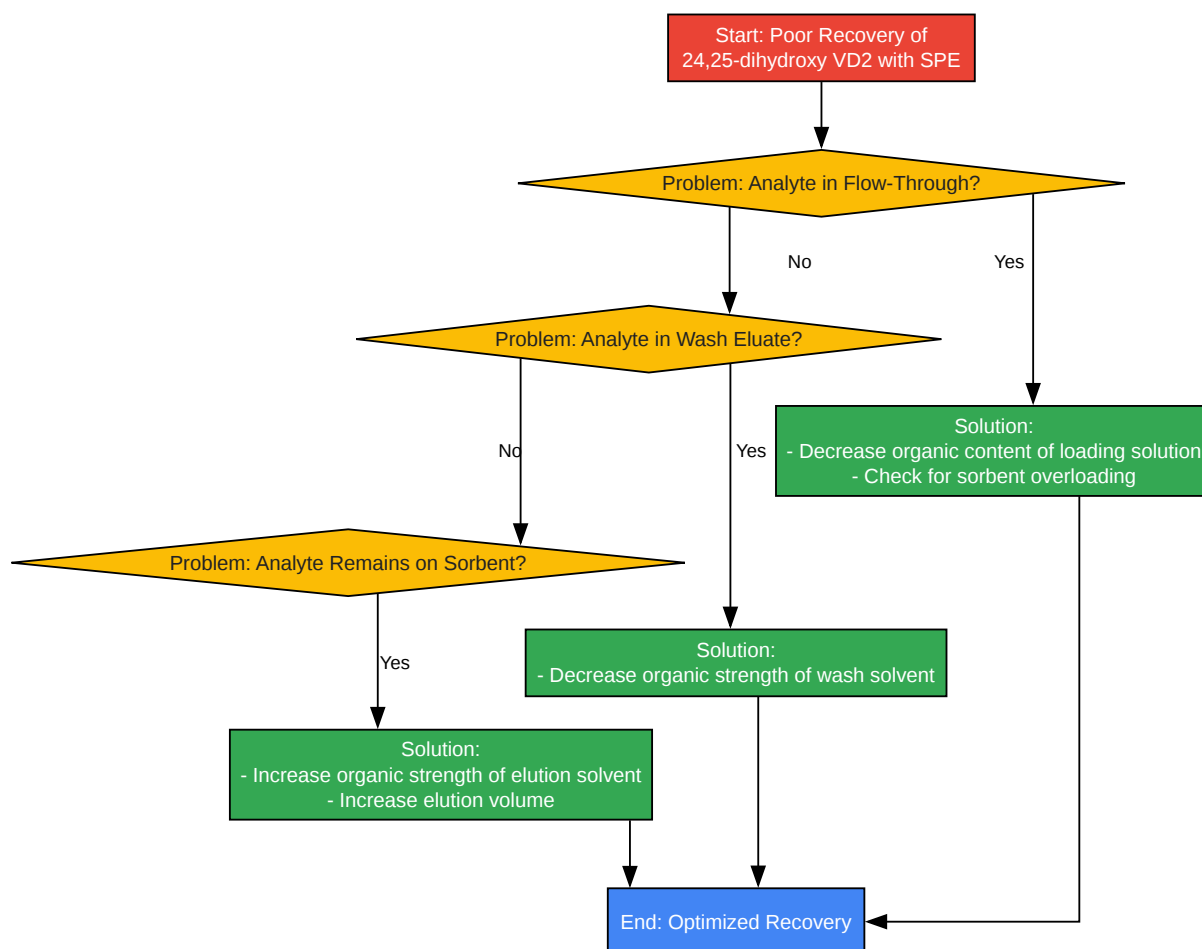 Start: Poor Recovery of
24,25-dihydroxy VD2 with SPE
Problem: Analyte in Flow-Through?
No
Yes
Problem: Analyte in Wash Eluate?
Solution:
- Decrease organic content of loading solution
- Check for sorbent overloading
No
Yes
Problem: Analyte Remains on Sorbent?
Yes
Solution:
- Decrease organic strength of wash solvent
Solution:
- Increase organic strength of elution solvent
- Increase elution volume
End: Optimized Recovery